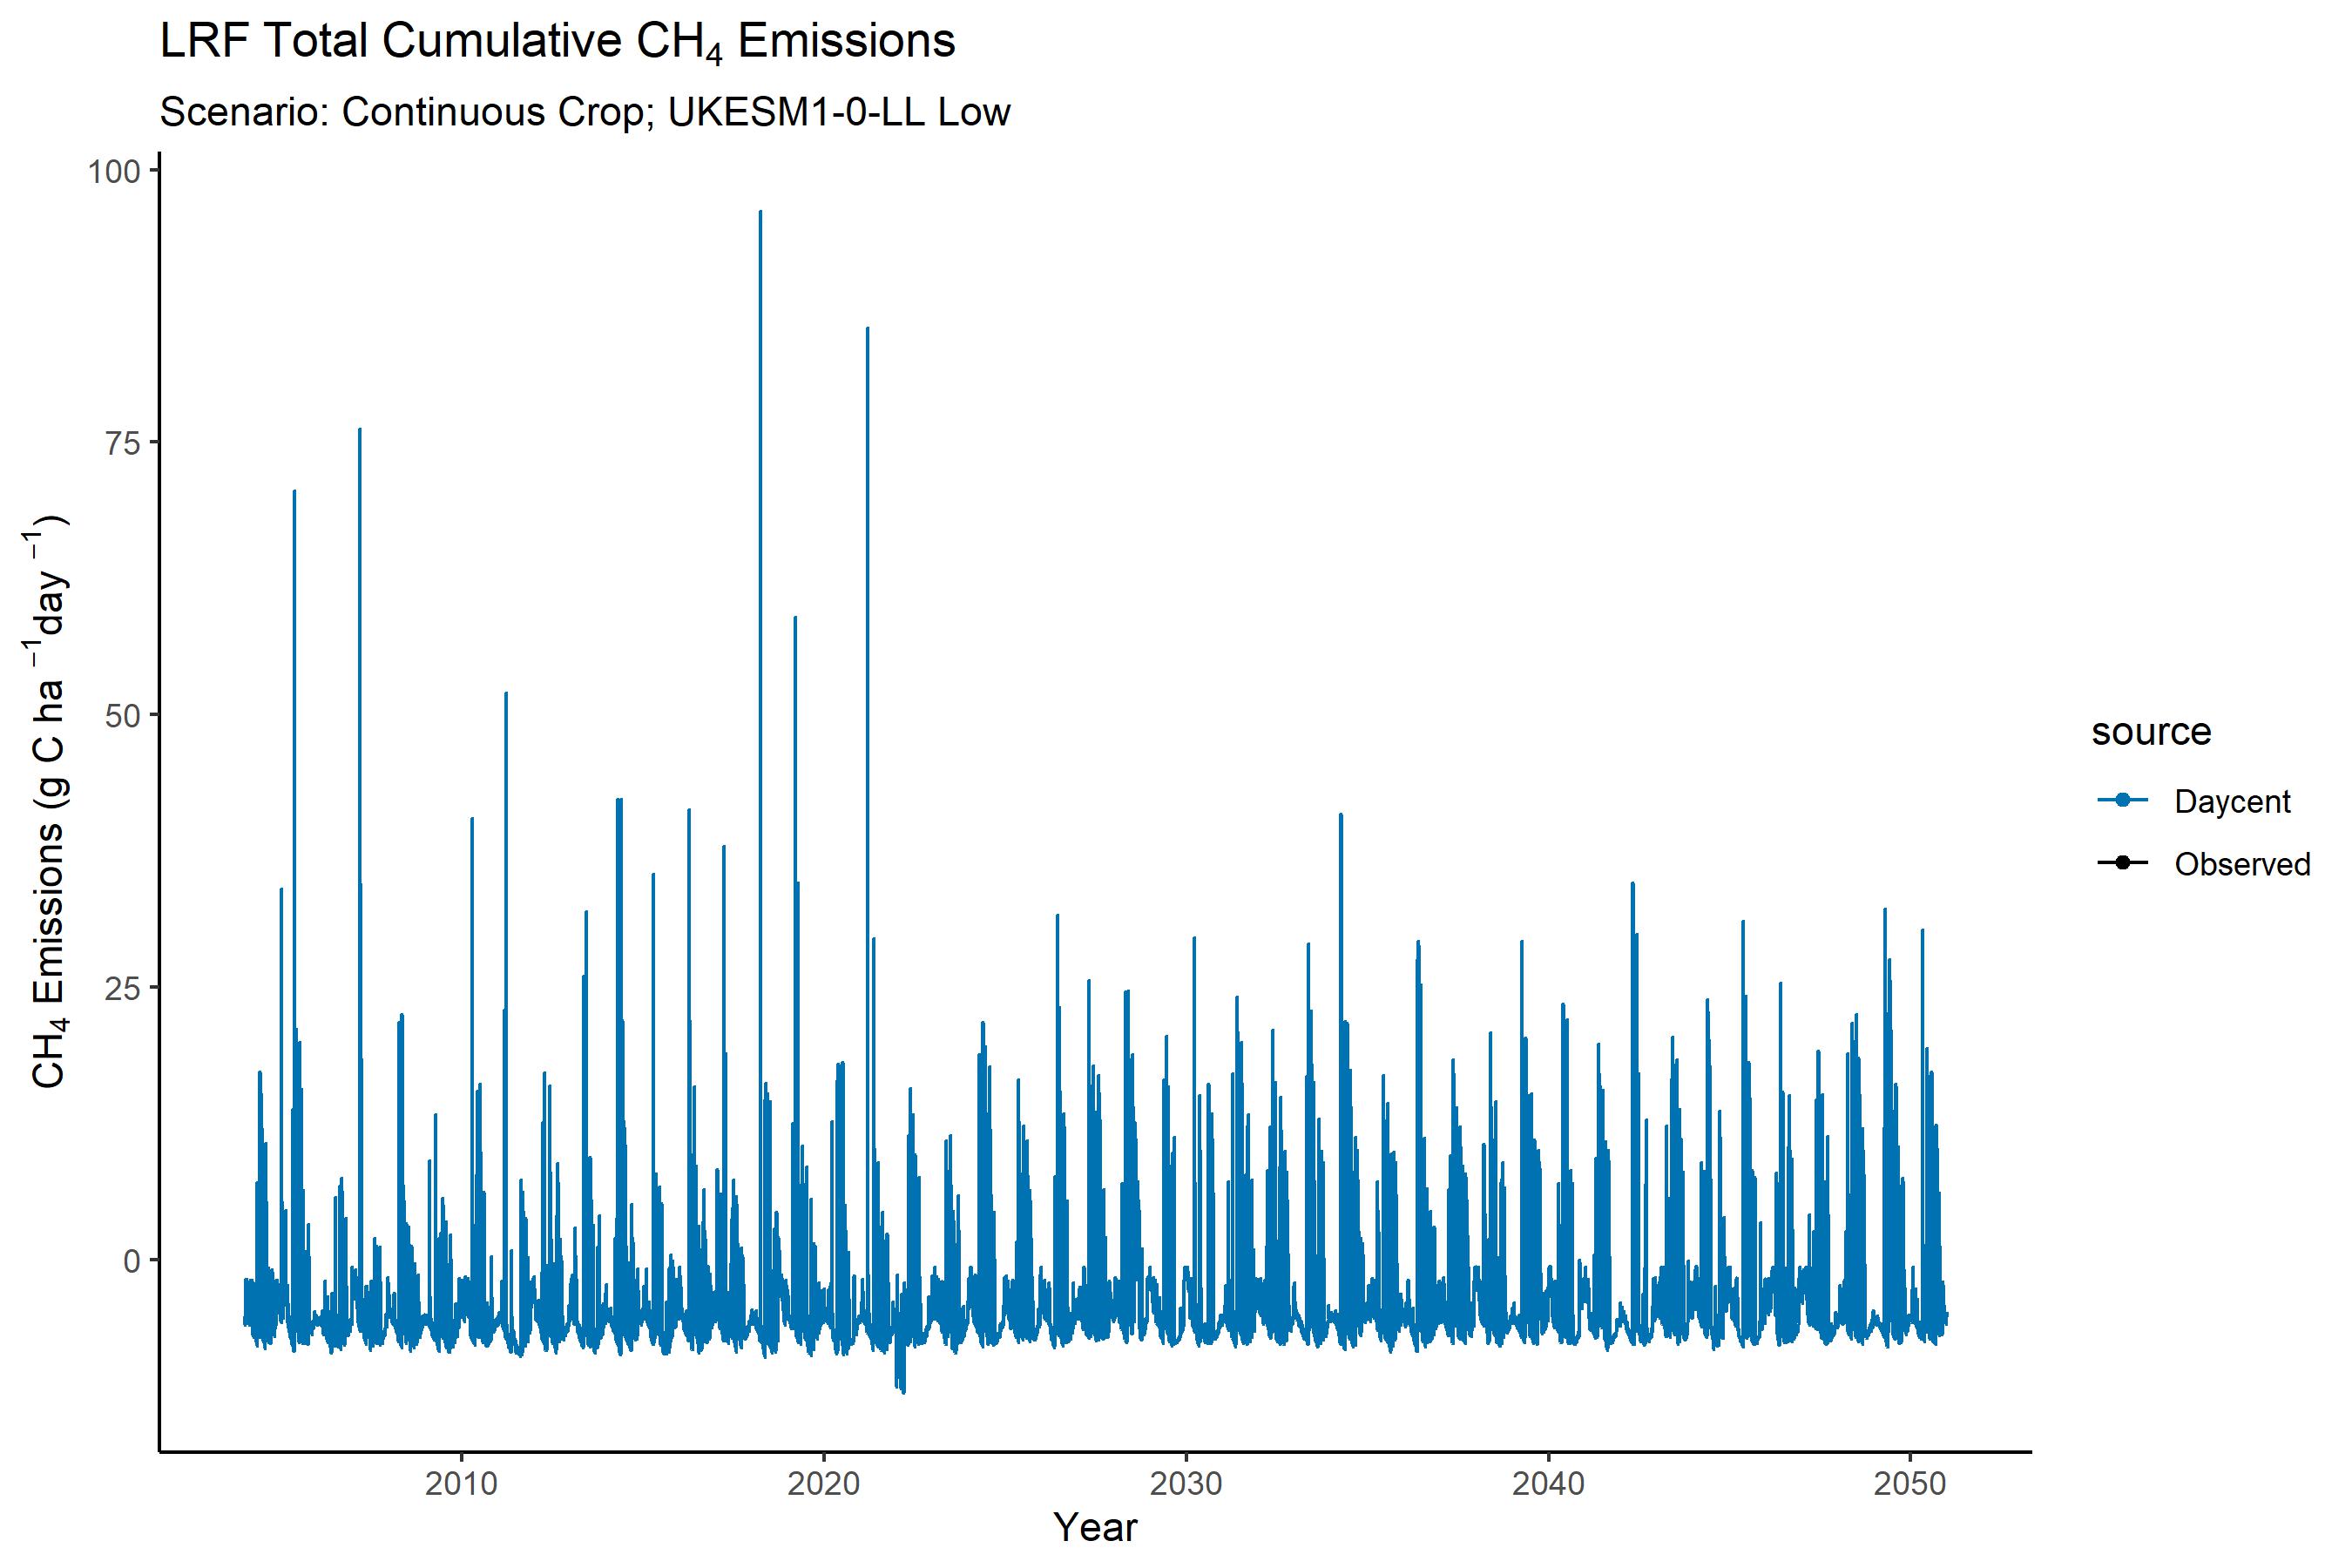 LRF Total Cumulative CH₄ Emissions
Scenario: Continuous Crop; UKESM1-0-LL Low
CH₄ Emissions (g C ha ⁻¹day ⁻¹)
100
75
50
25
0
2010 2020 2030 2040 2050
Year
source
Daycent
Observed